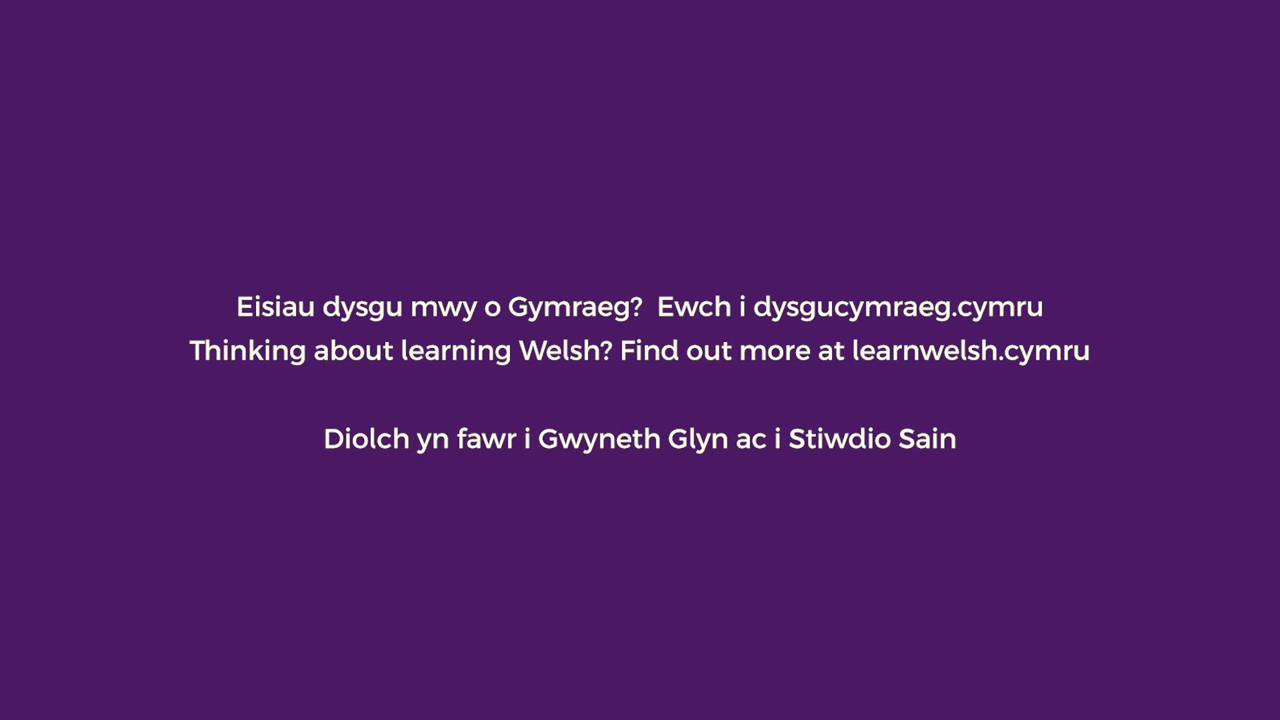 Eisiau dysgu mwy o Gymraeg?  Ewch i dysgucymraeg.cymru
Thinking about learning Welsh? Find out more at learnwelsh.cymru
Diolch yn fawr i Gwyneth Glyn ac i Stiwdio Sain